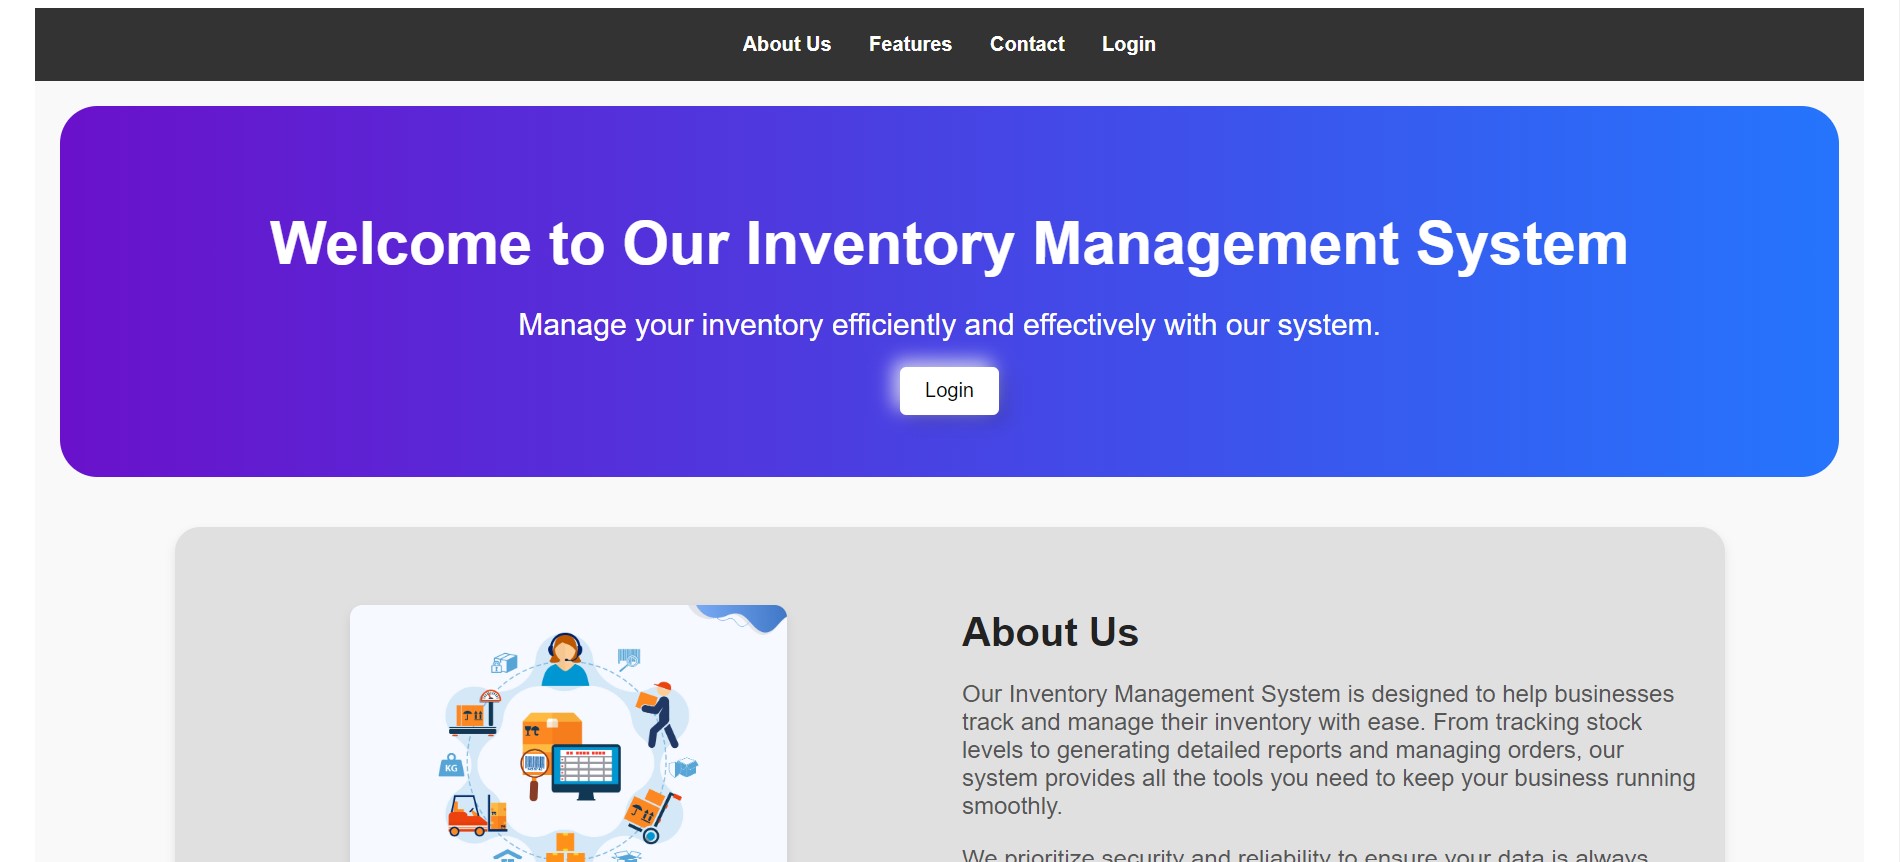 About Us Features Contact Login
Welcome to Our Inventory Management System
Manage your inventory efficiently and effectively with our system.
Login
About Us
Our Inventory Management System is designed to help businesses
track and manage their inventory with ease. From tracking stock
levels to generating detailed reports and managing orders, our
system provides all the tools you need to keep your business running
smoothly.
We prioritize security and reliability to ensure your data is always
KG